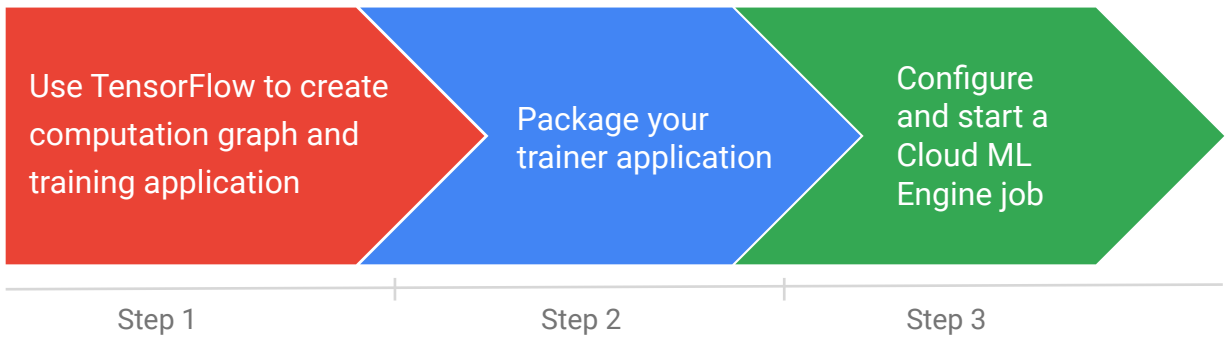 Use TensorFlow to create
computation graph and
training application
Package your
trainer application
Configure
and start a
Cloud ML
Engine job
Step 1
Step 2
Step 3